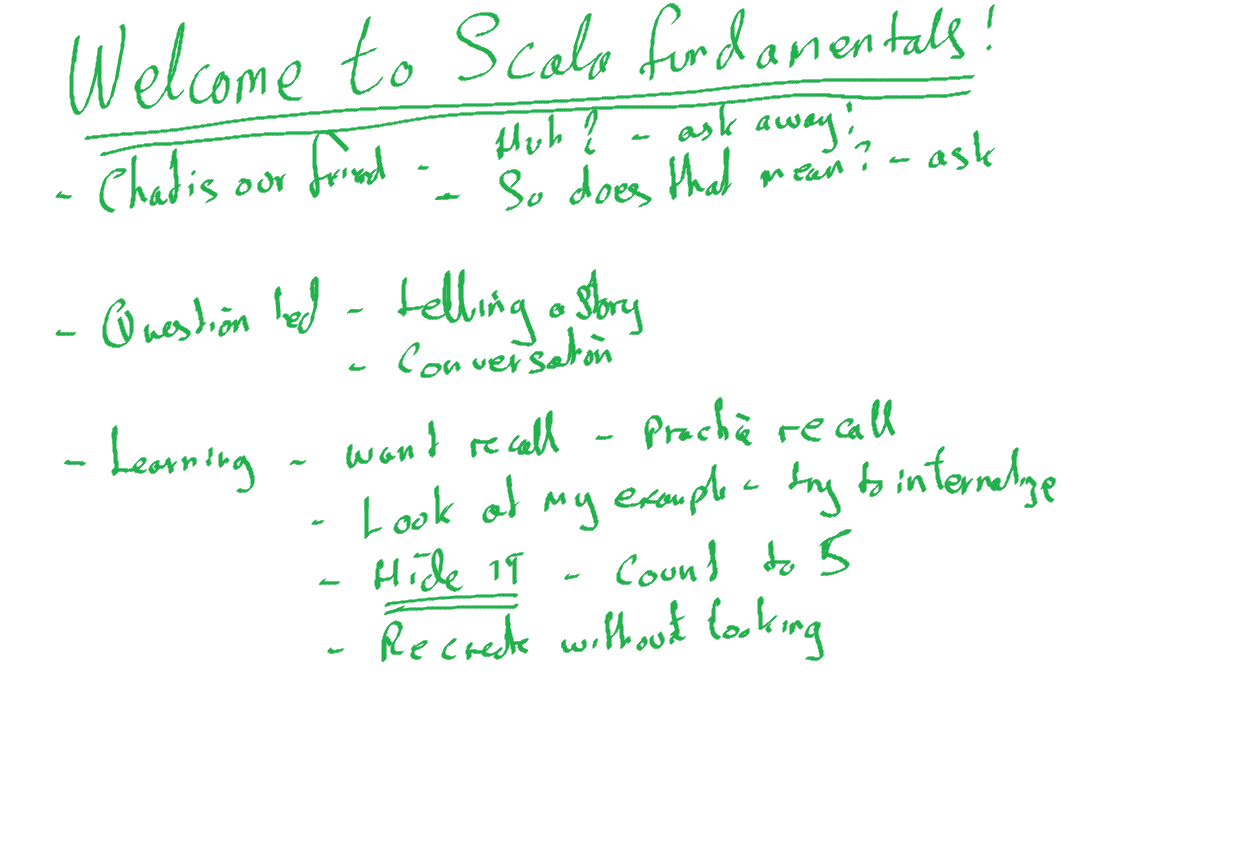 Welcome to Scala fundamentals!
- Chat is our friend - Huh? - ask away!
- So does that mean? - ask
- Question led - telling a story
- Conversation
- Learning - want recall - Practice recall
- Look at my example - try to internalize
- Hide IT - Count to 5
- Recreate without looking